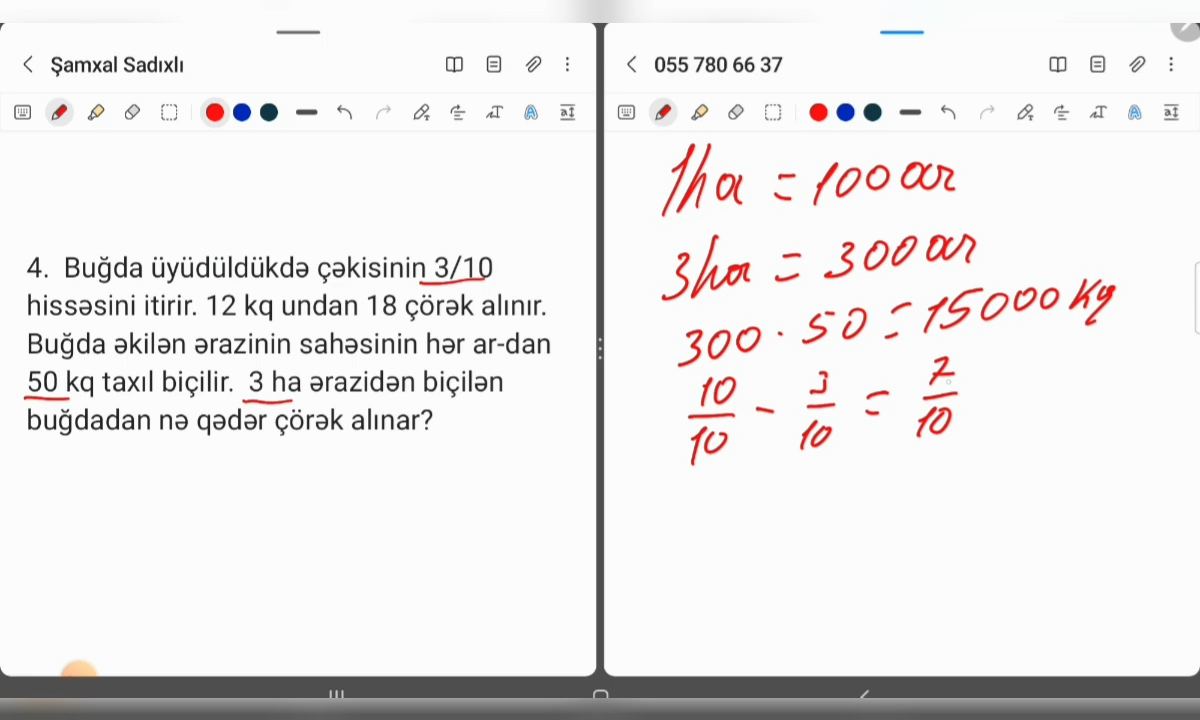 Şamxal Sadıxlı
4. Buğda üyüdüldükdə çəkisinin 3/10
hissəsini itirir. 12 kq undan 18 çörək alınır.
Buğda əkilən ərazinin sahəsinin hər ar-dan
50 kq taxıl biçilir. 3 ha ərazidən biçilən
buğdadan nə qədər çörək alınar?
055 780 66 37
1ha = 100 ar
3ha = 300 ar
300 · 50 = 15000 kg
10/10 - 3/10 = 7/10